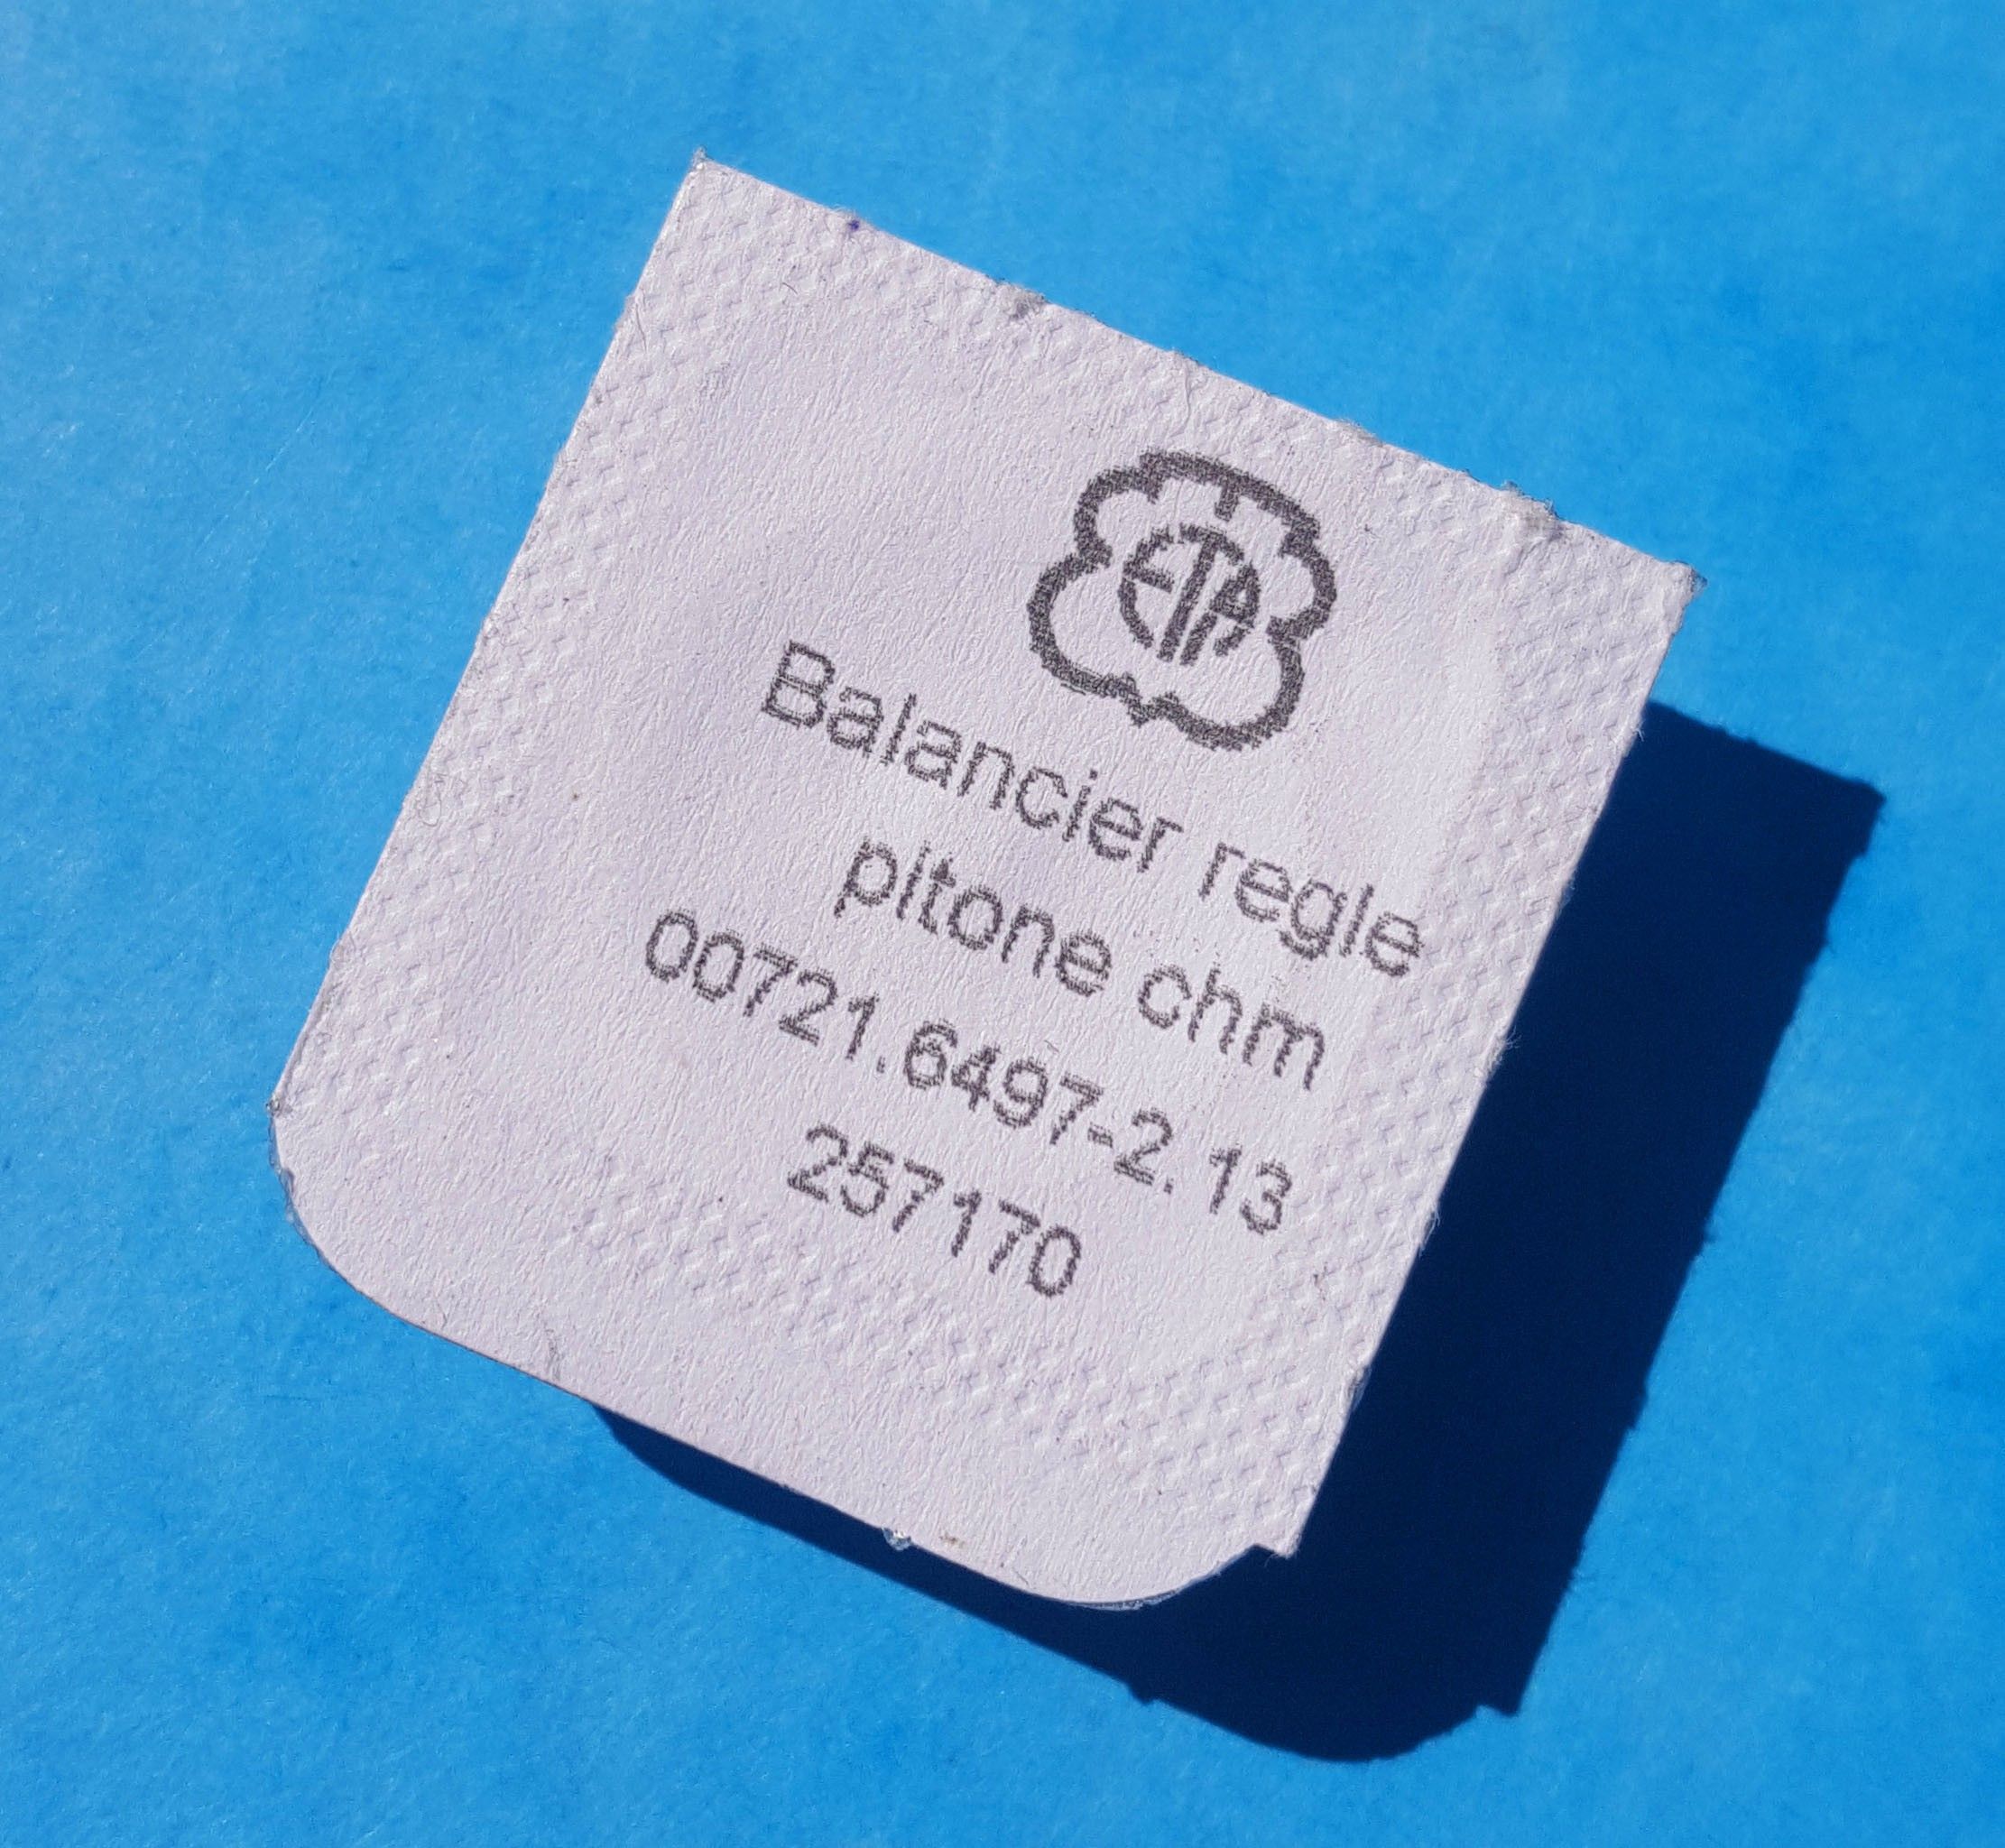 ETA
Balancier regle
pitone chm
00721.6497-2.13
257170